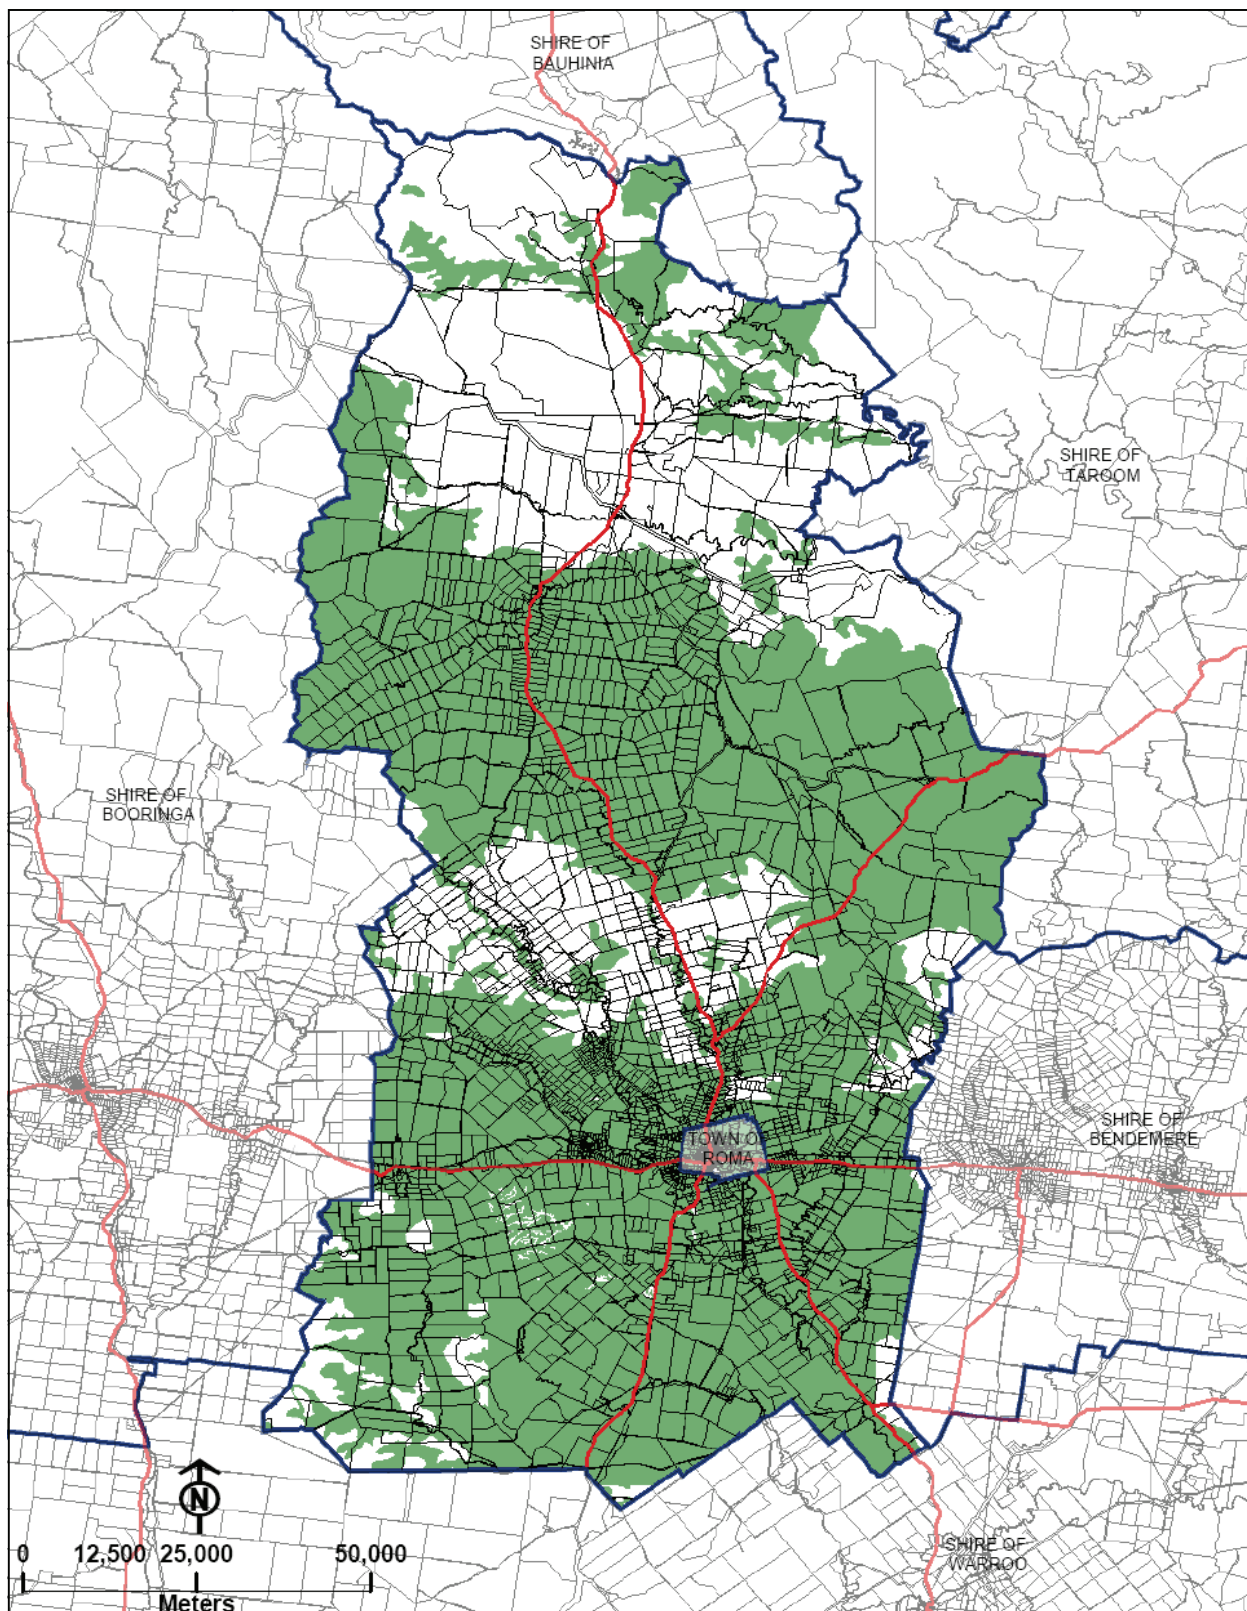 SHIRE OF
BAUHINIA
SHIRE OF
TAROOM
SHIRE OF
BOORINGA
SHIRE OF
BENDEMERE
TOWN OF
ROMA
N
SHIRE OF
WARROO
0 12,500 25,000 50,000
Meters